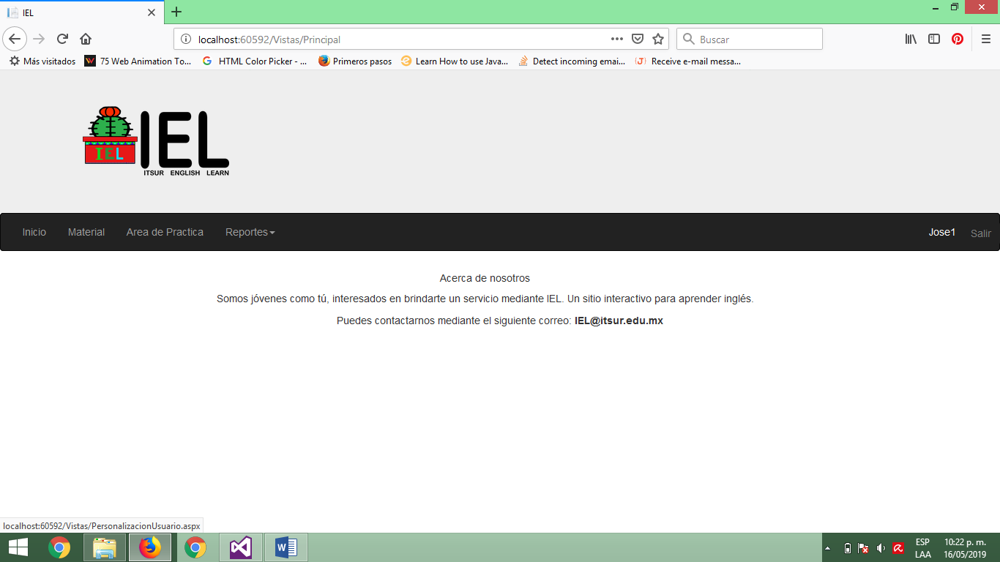 IEL
localhost:60592/Vistas/Principal
Buscar
Más visitados
75 Web Animation To...
HTML Color Picker - ...
Primeros pasos
Learn How to use Java...
Detect incoming emai...
Receive e-mail messa...
IEL
IEL
ITSUR ENGLISH LEARN
Inicio Material Area de Practica Reportes Jose1 Salir
Acerca de nosotros
Somos jóvenes como tú, interesados en brindarte un servicio mediante IEL. Un sitio interactivo para aprender inglés.
Puedes contactarnos mediante el siguiente correo: IEL@itsur.edu.mx
localhost:60592/Vistas/PersonalizacionUsuario.aspx
ESP 10:22 p. m.
LAA 16/05/2019